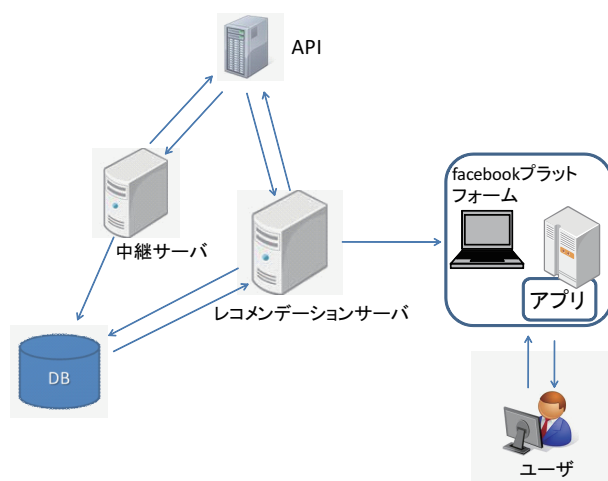 API
facebookプラット
フォーム
中継サーバ
アプリ
レコメンデーションサーバ
DB
ユーザ